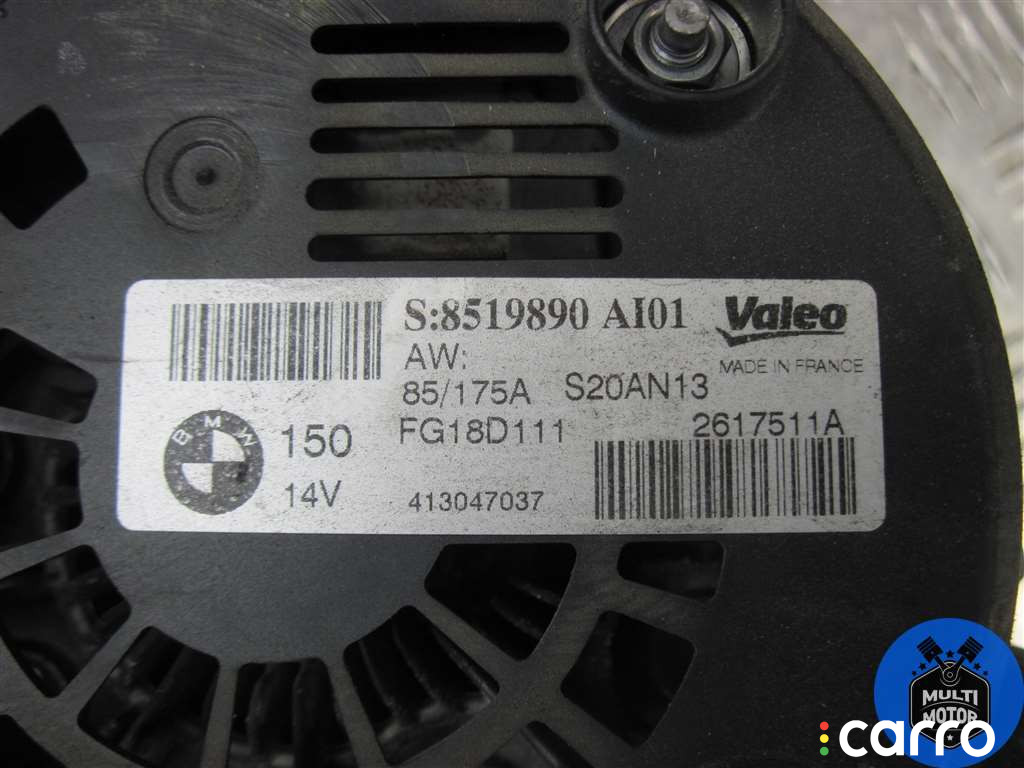 S:8519890 AI01
Valeo
AW:
MADE IN FRANCE
85/175A S20AN13
BMW
150
FG18D111
2617511A
14V
413047037
MULTI
MOTOR
carro